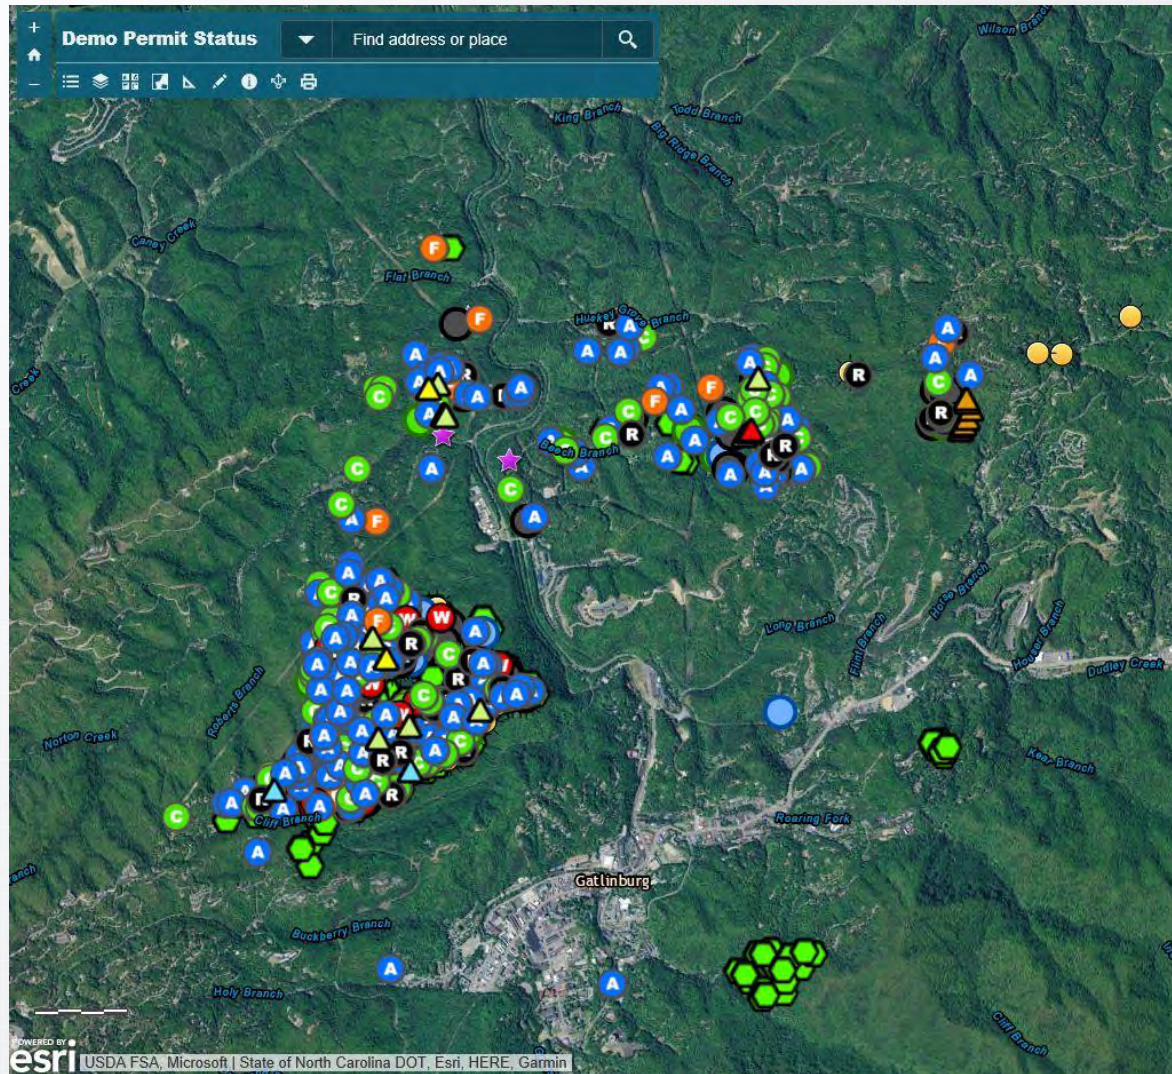 Demo Permit Status
Find address or place
Wilson Branch
King Branch
Todd Branch
Big Ridge Branch
Caney Creek
Flat Branch
F
F
Huskey Grove Branch
R
A
C
A
A
A
A
A
R
A
A
C
A
A
A
F
F
A
C
C
R
A
A
A
C
C
A
R
A
A
A
R
A
A
C
A
R
Creek
Beech Branch
A
C
C
C
A
A
F
A
A
C
R
A
A
F
W
W
R
C
A
A
A
A
R
C
A
A
A
A
A
Long Branch
Flint Branch
Horse Branch
Houser Branch
Dudley Creek
Roberts Branch
Norton Creek
Kear Branch
Roaring Fork
C
A
A
A
R
R
A
R
A
A
Cliff Branch
A
anch
Gatlinburg
Buckberry Branch
A
A
Holy Branch
Cliff Branch
POWERED BY
esri
USDA FSA, Microsoft | State of North Carolina DOT, Esri, HERE, Garmin